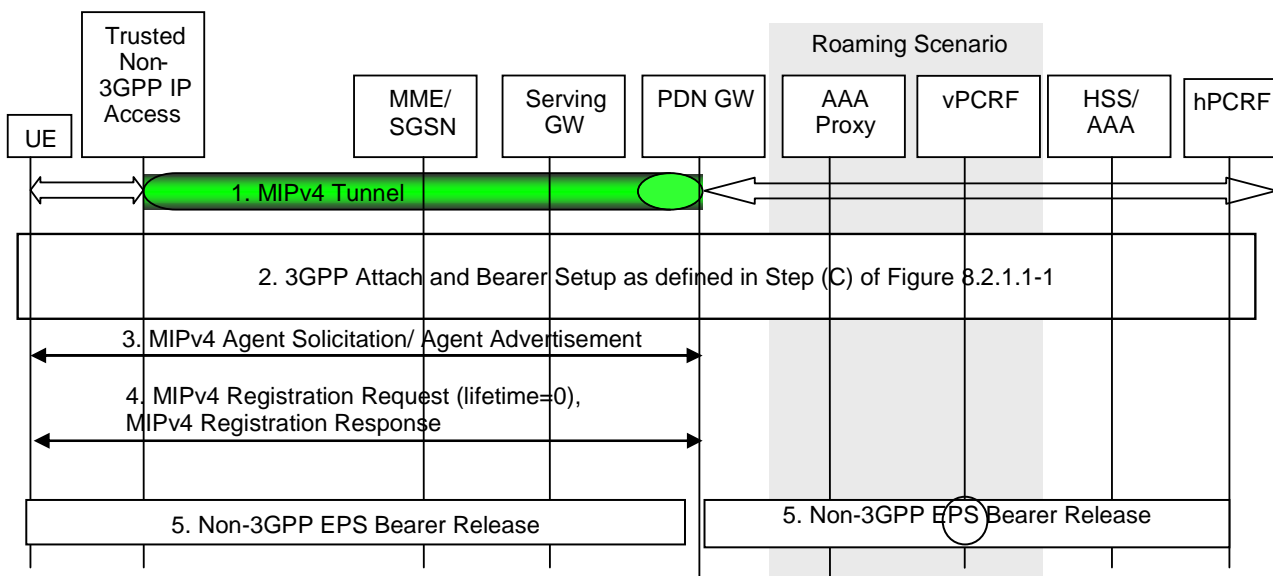 Roaming Scenario
UE
Trusted
Non-
3GPP IP
Access
MME/
SGSN
Serving
GW
PDN GW
AAA
Proxy
vPCRF
HSS/
AAA
hPCRF
1. MIPv4 Tunnel
2. 3GPP Attach and Bearer Setup as defined in Step (C) of Figure 8.2.1.1-1
3. MIPv4 Agent Solicitation/ Agent Advertisement
4. MIPv4 Registration Request (lifetime=0),
MIPv4 Registration Response
5. Non-3GPP EPS Bearer Release
5. Non-3GPP EPS Bearer Release